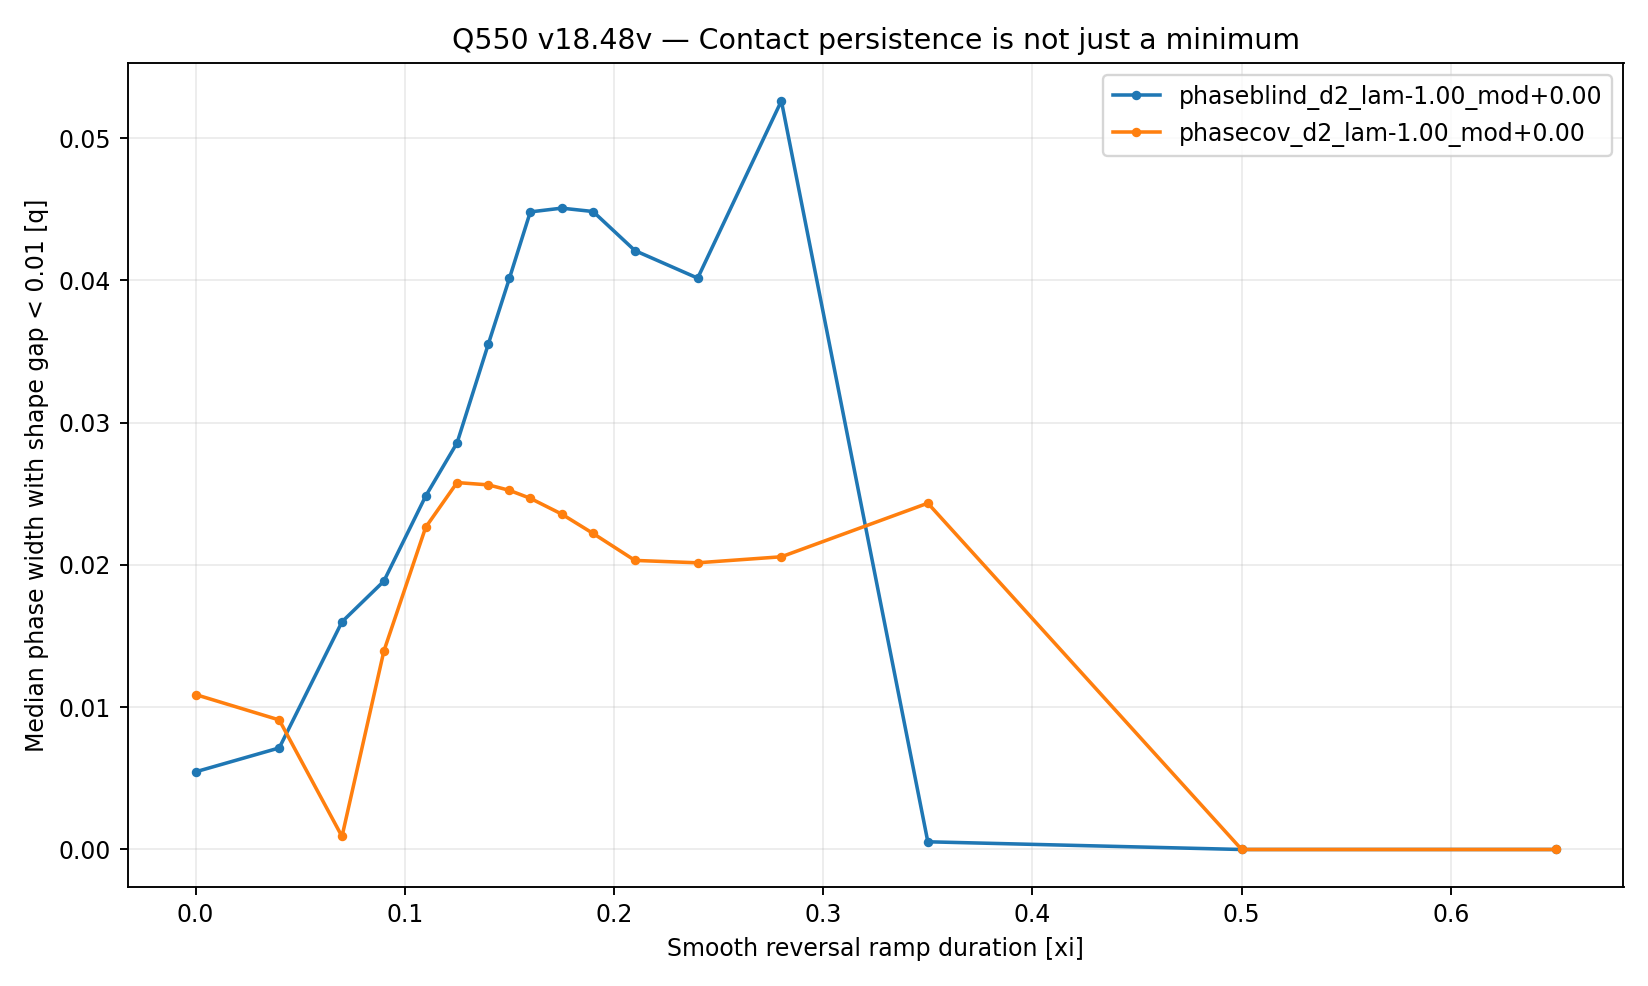 Q550 v18.48v — Contact persistence is not just a minimum
phaseblind_d2_lam-1.00_mod+0.00
phasecov_d2_lam-1.00_mod+0.00
Median phase width with shape gap < 0.01 [q]
0.05
0.04
0.03
0.02
0.01
0.00
0.0 0.1 0.2 0.3 0.4 0.5 0.6
Smooth reversal ramp duration [xi]